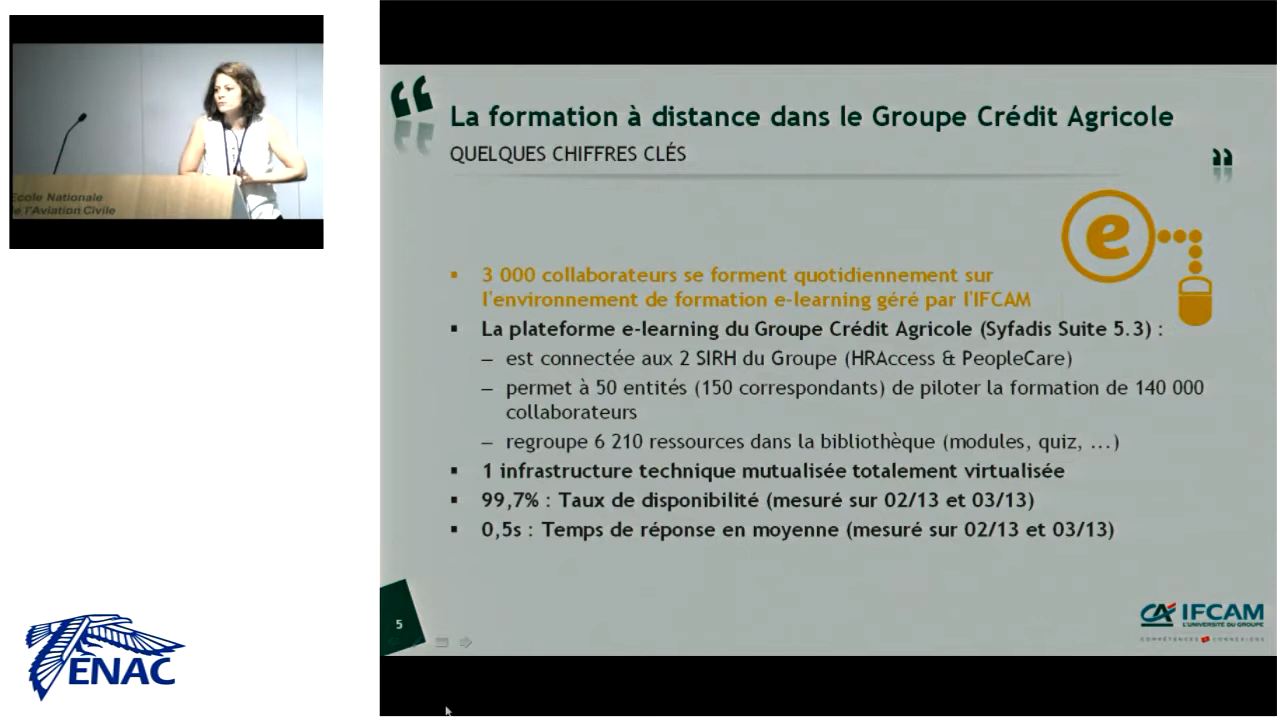 Ecole Nationale
de l'Aviation Civile
La formation à distance dans le Groupe Crédit Agricole
QUELQUES CHIFFRES CLÉS
e
▪ 3 000 collaborateurs se forment quotidiennement sur
l'environnement de formation e-learning géré par l'IFCAM
▪ La plateforme e-learning du Groupe Crédit Agricole (Syfadis Suite 5.3) :
– est connectée aux 2 SIRH du Groupe (HRAccess & PeopleCare)
– permet à 50 entités (150 correspondants) de piloter la formation de 140 000
collaborateurs
– regroupe 6 210 ressources dans la bibliothèque (modules, quiz, ...)
▪ 1 infrastructure technique mutualisée totalement virtualisée
▪ 99,7% : Taux de disponibilité (mesuré sur 02/13 et 03/13)
▪ 0,5s : Temps de réponse en moyenne (mesuré sur 02/13 et 03/13)
5
CA IFCAM
L'UNIVERSITÉ DU GROUPE
COMPÉTENCES CONNEXIONS
ENAC